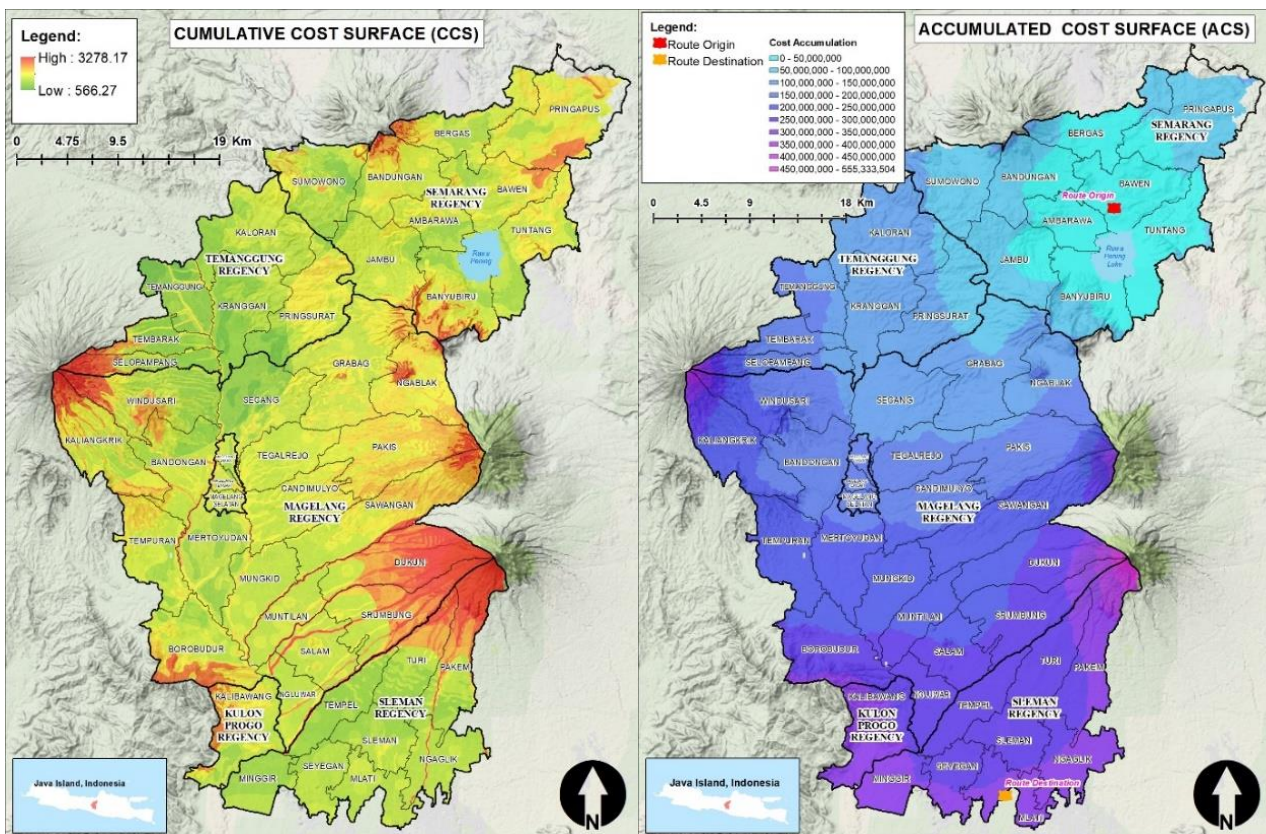 Legend:
High : 3278.17
Low : 566.27
CUMULATIVE COST SURFACE (CCS)
0 4.75 9.5 19 Km
PRINGAPUS
BERGAS
SUMOWONO
BANDUNGAN
SEMARANG
REGENCY
BAWEN
AMBARAWA
TUNTANG
KALORAN
Rawa
Pening
TEMANGGUNG
REGENCY
JAMBU
TEMANGGUNG
KRANGGAN
BANYUBIRU
PRINGSURAT
TEMBARAK
SELOPAMPANG
GRABAG
NGABLAK
WINDUSARI
SECANG
KALIANGKRIK
PAKIS
BANDONGAN
TEGALREJO
CANDIMULYO
MAGELANG
REGENCY
SAWANGAN
TEMPURAN
MERTOYUDAN
DUKUN
MUNGKID
MUNTILAN
SRUMBUNG
BOROBUDUR
SALAM
TURI
PAKEM
KALIBAWANG
NGLUWAR
TEMPEL
SLEMAN
REGENCY
KULON
PROGO
REGENCY
SLEMAN
NGAGLIK
MINGGIR
SEYEGAN
MLATI
Java Island, Indonesia
N
Legend:
Route Origin
Route Destination
Cost Accumulation
0 - 50,000,000
50,000,000 - 100,000,000
100,000,000 - 150,000,000
150,000,000 - 200,000,000
200,000,000 - 250,000,000
250,000,000 - 300,000,000
300,000,000 - 350,000,000
350,000,000 - 400,000,000
400,000,000 - 450,000,000
450,000,000 - 555,333,504
ACCUMULATED COST SURFACE (ACS)
0 4.5 9 18 Km
PRINGAPUS
SEMARANG
REGENCY
BERGAS
SUMOWONO
BANDUNGAN
BAWEN
Route Origin
AMBARAWA
TUNTANG
KALORAN
Rawa
Pening
Lake
TEMANGGUNG
REGENCY
JAMBU
TEMANGGUNG
KRANGGAN
BANYUBIRU
PRINGSURAT
TEMBARAK
SELOPAMPANG
GRABAG
NGABLAK
WINDUSARI
SECANG
KALIANGKRIK
PAKIS
BANDONGAN
TEGALREJO
CANDIMULYO
MAGELANG
REGENCY
SAWANGAN
TEMPURAN
MERTOYUDAN
DUKUN
MUNGKID
MUNTILAN
SRUMBUNG
BOROBUDUR
SALAM
TURI
PAKEM
KALIBAWANG
NGLUWAR
TEMPEL
SLEMAN
REGENCY
KULON
PROGO
REGENCY
SLEMAN
NGAGLIK
MINGGIR
SEYEGAN
Route Destination
MLATI
Java Island, Indonesia
N